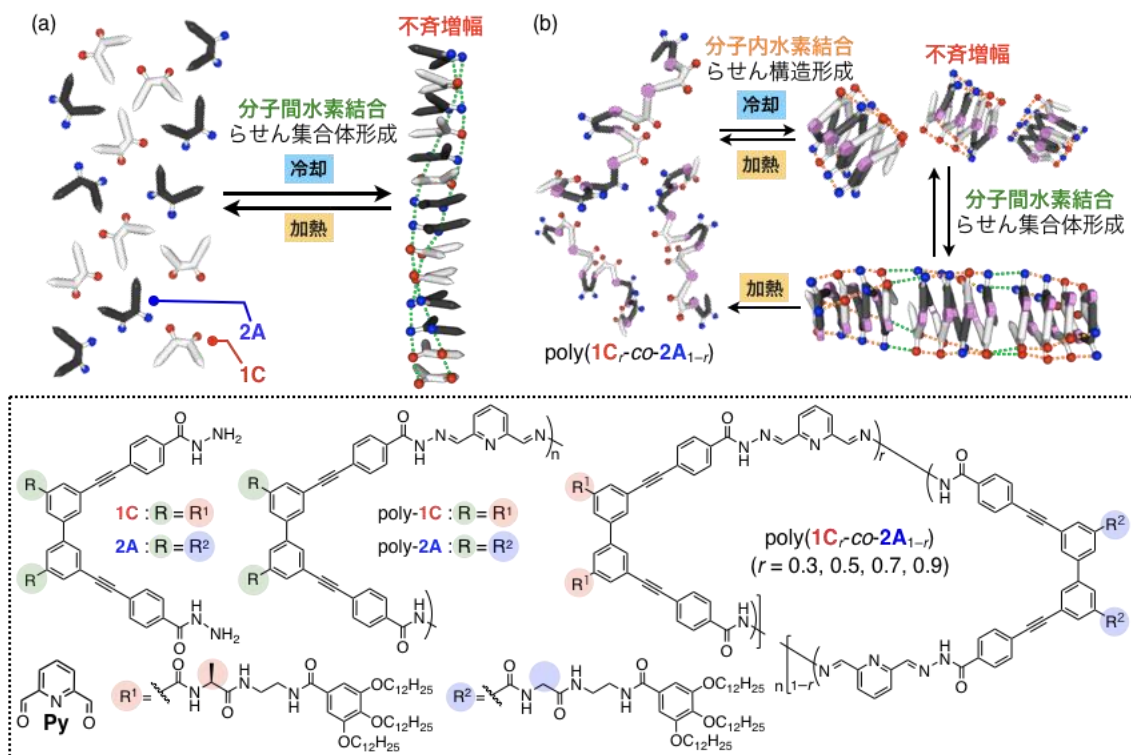 (a)
不斉増幅
分子間水素結合
らせん集合体形成
冷却
加熱
2A
1C
(b)
分子内水素結合
らせん構造形成
冷却
加熱
不斉増幅
分子間水素結合
らせん集合体形成
加熱
poly(1Cr-co-2A1−r)
1C : R = R1
2A : R = R2
poly-1C : R = R1
poly-2A : R = R2
poly(1Cr-co-2A1−r)
(r = 0.3, 0.5, 0.7, 0.9)
Py
R1 =
OC12H25
OC12H25
OC12H25
R2 =
OC12H25
OC12H25
OC12H25